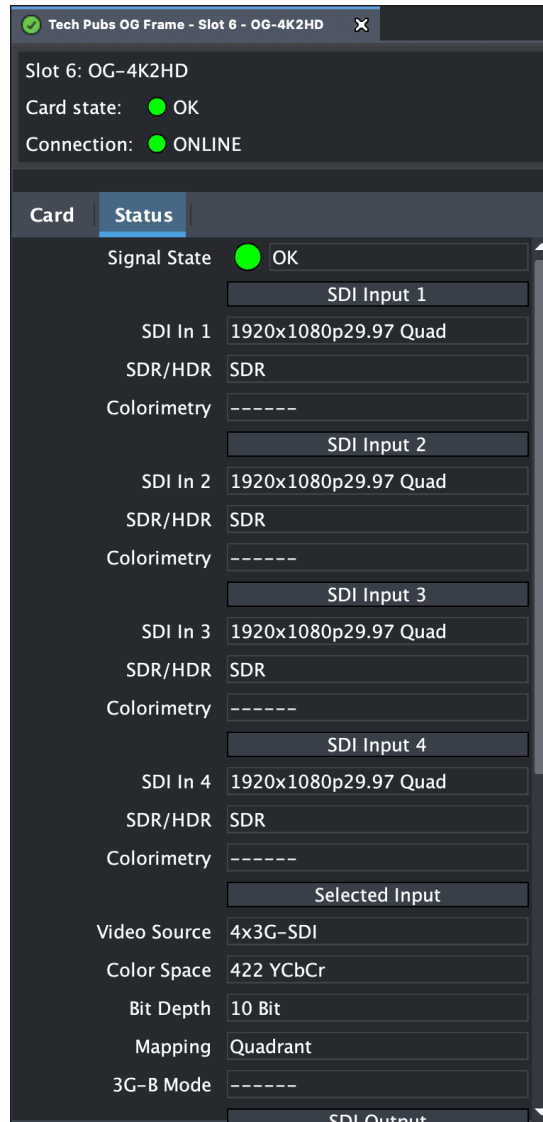 Tech Pubs OG Frame - Slot 6 - OG-4K2HD X
Slot 6: OG-4K2HD
Card state: OK
Connection: ONLINE
Card Status
Signal State OK
SDI Input 1
SDI In 1 1920x1080p29.97 Quad
SDR/HDR SDR
Colorimetry ------
SDI Input 2
SDI In 2 1920x1080p29.97 Quad
SDR/HDR SDR
Colorimetry ------
SDI Input 3
SDI In 3 1920x1080p29.97 Quad
SDR/HDR SDR
Colorimetry ------
SDI Input 4
SDI In 4 1920x1080p29.97 Quad
SDR/HDR SDR
Colorimetry ------
Selected Input
Video Source 4x3G-SDI
Color Space 422 YCbCr
Bit Depth 10 Bit
Mapping Quadrant
3G-B Mode ------
SDI Output